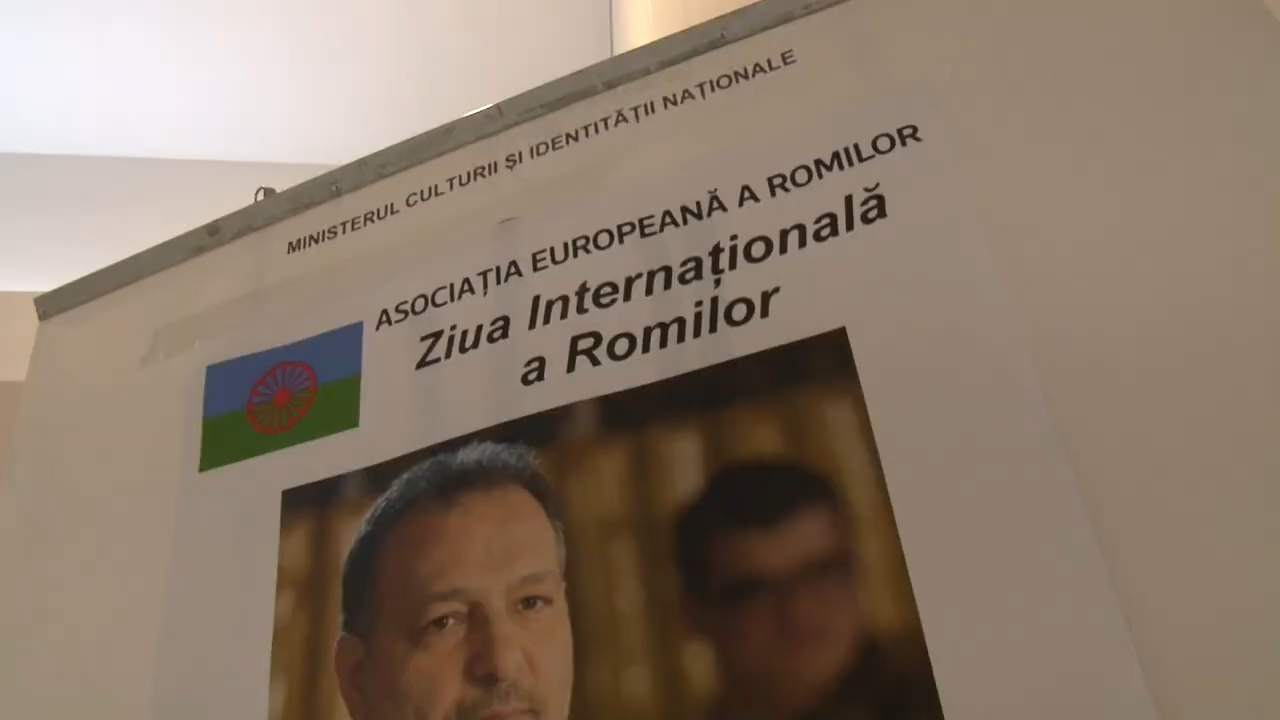 MINISTERUL CULTURII ȘI IDENTITĂȚII NAȚIONALE
ASOCIAȚIA EUROPEANĂ A ROMILOR
Ziua Internațională
a Romilor